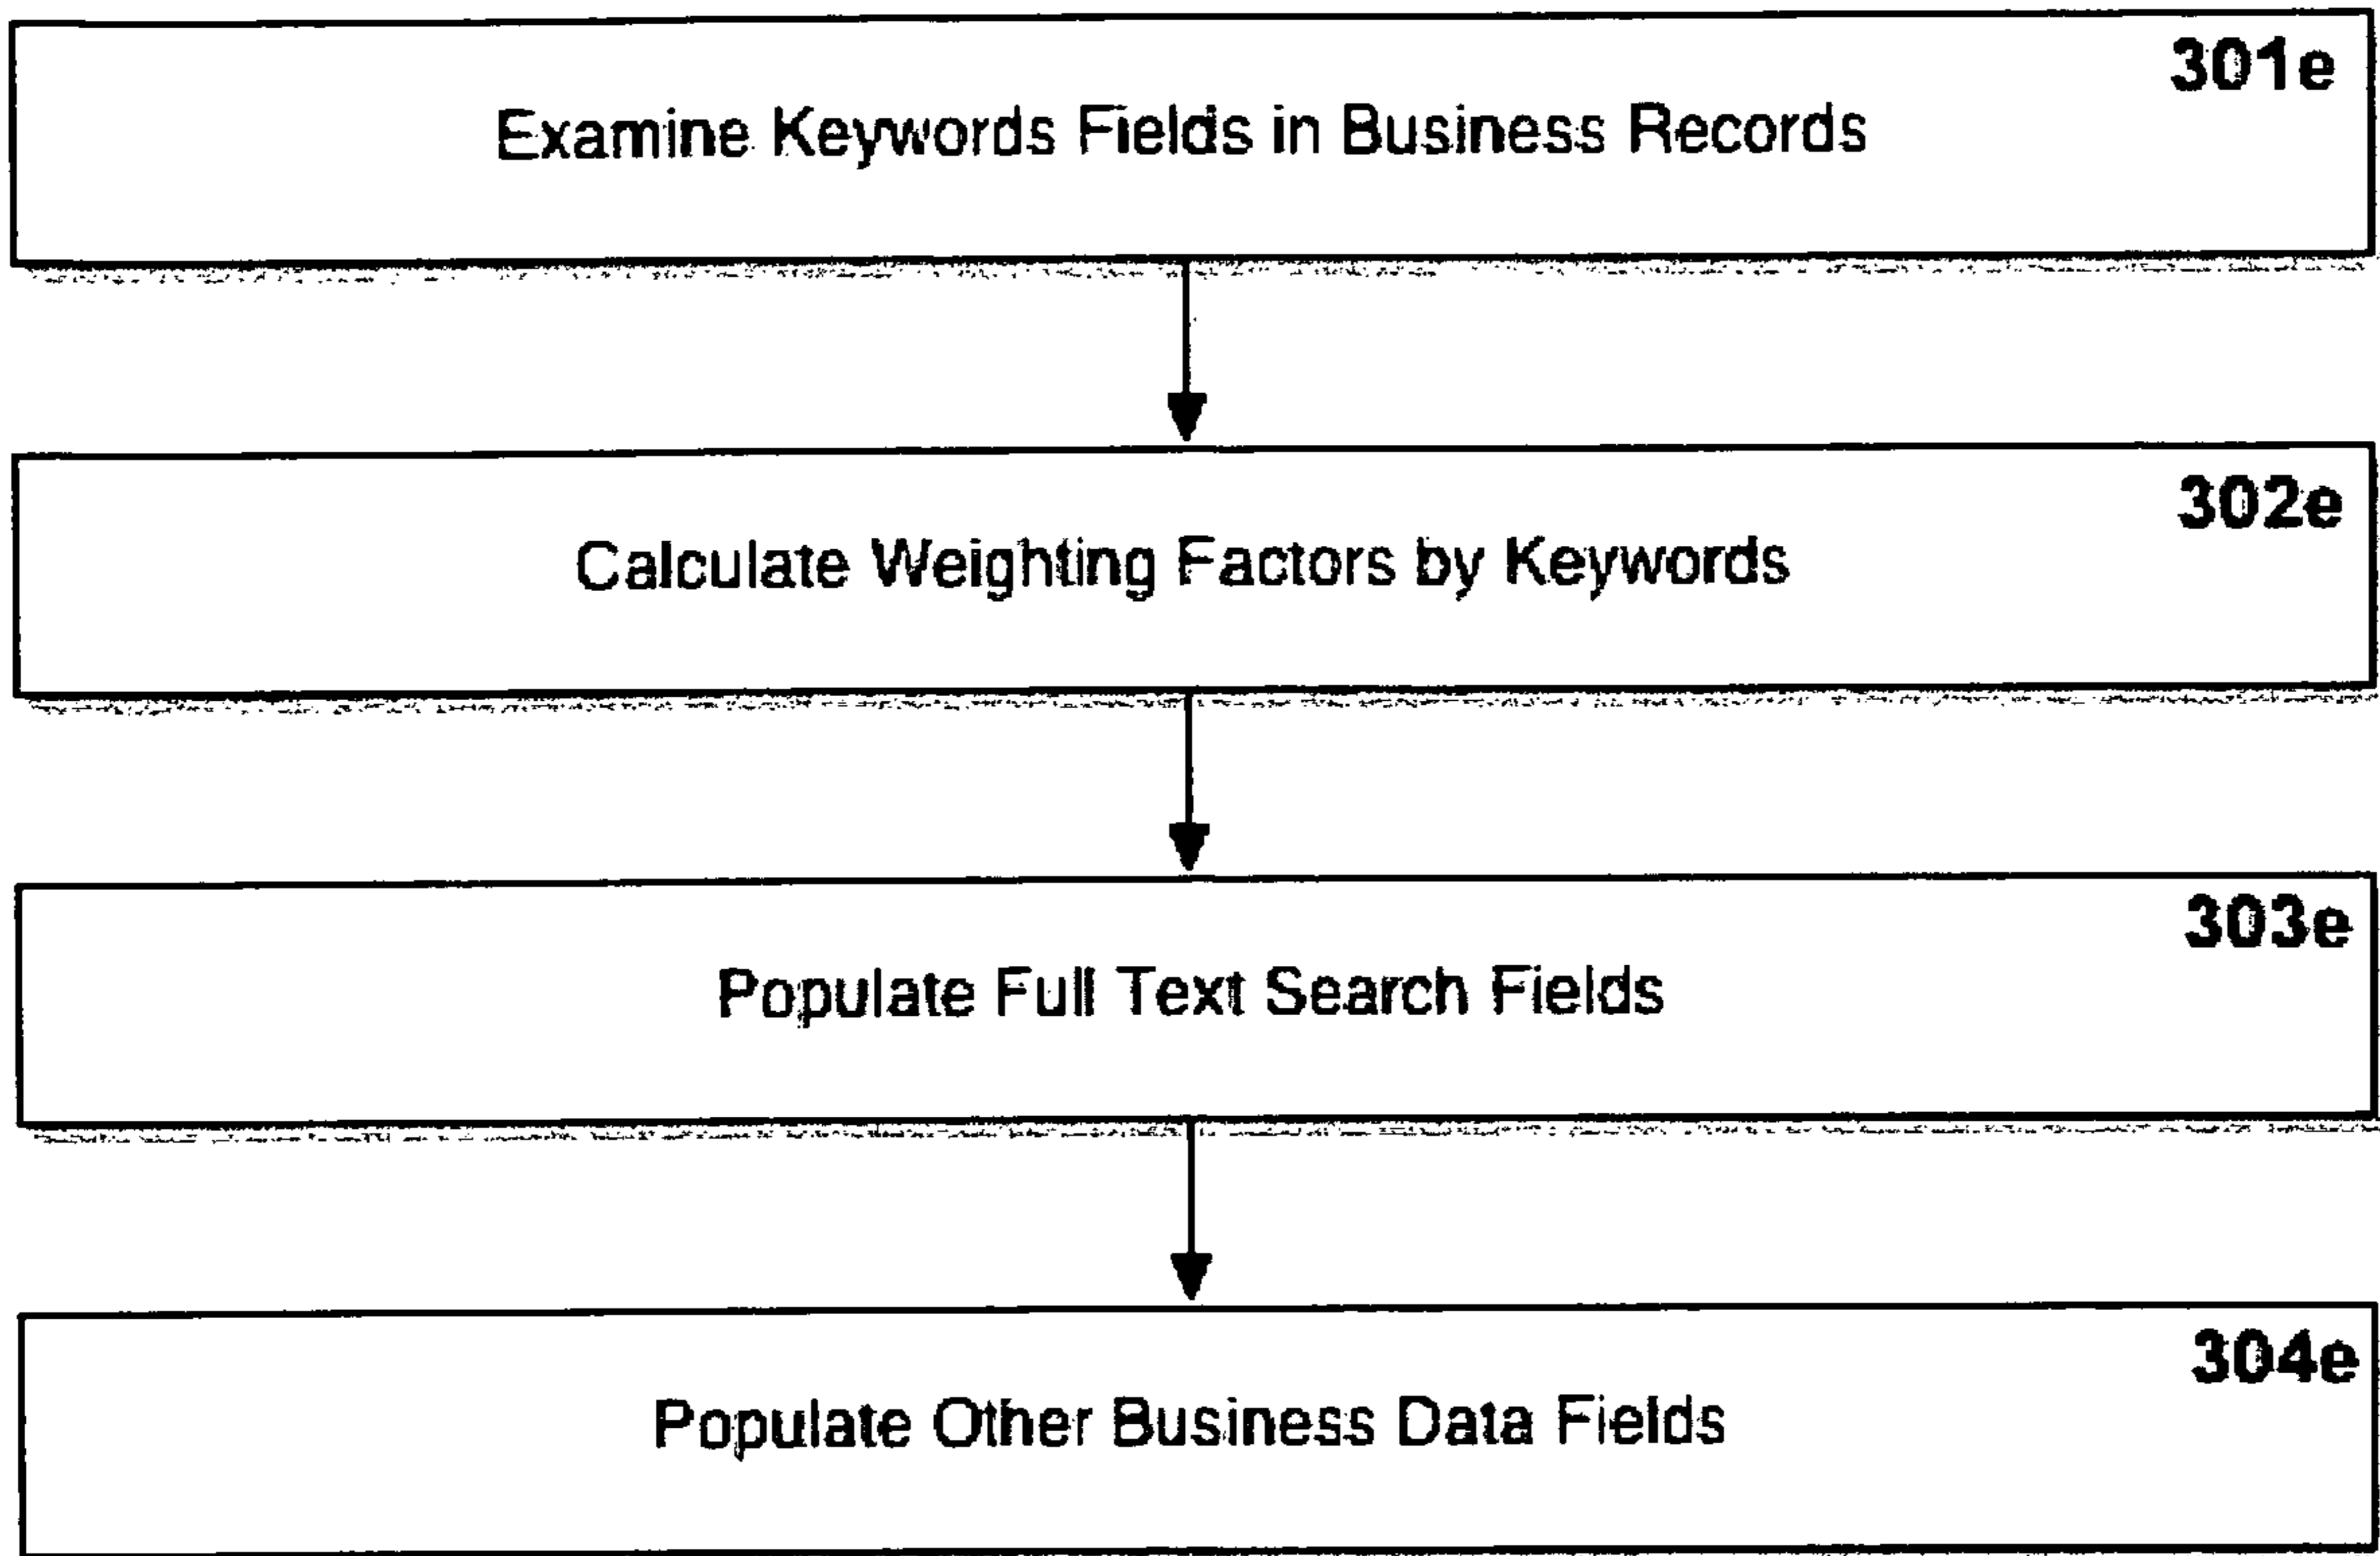 301e
Examine Keywords Fields in Business Records
302e
Calculate Weighting Factors by Keywords
303e
Populate Full Text Search Fields
304e
Populate Other Business Data Fields